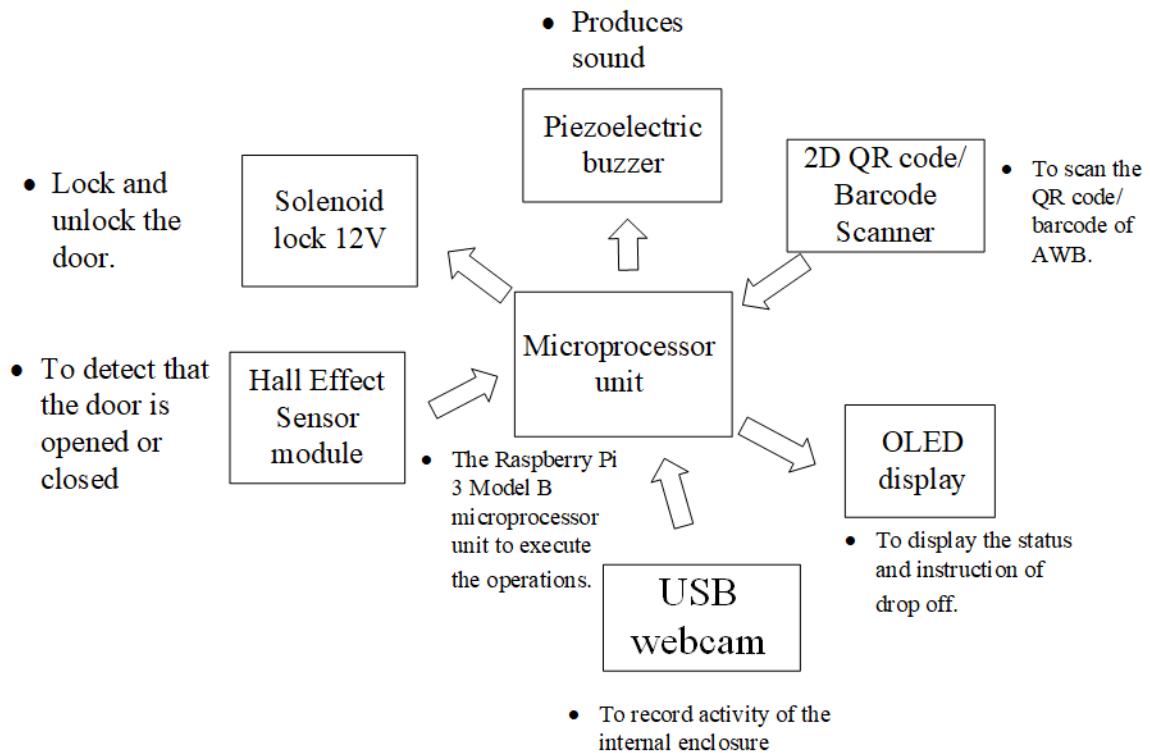 • Produces
sound
Piezoelectric
buzzer
2D QR code/
Barcode
Scanner
• To scan the
QR code/
barcode of
AWB.
• Lock and
unlock the
door.
Solenoid
lock 12V
Microprocessor
unit
• To detect that
the door is
opened or
closed
Hall Effect
Sensor
module
• The Raspberry Pi
3 Model B
microprocessor
unit to execute
the operations.
OLED
display
• To display the status
and instruction of
drop off.
USB
webcam
• To record activity of the
internal enclosure